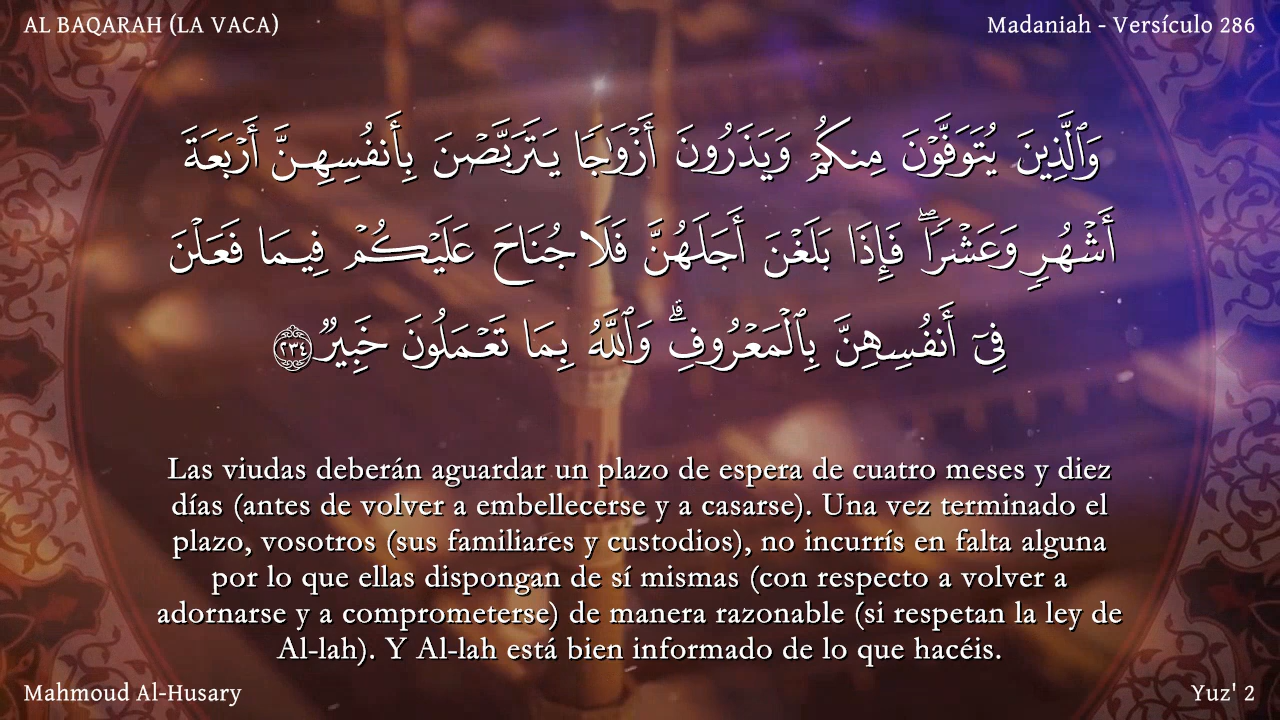 AL BAQARAH (LA VACA)
Madaniah - Versículo 286
وَٱلَّذِينَ يُتَوَفَّوْنَ مِنكُمْ وَيَذَرُونَ أَزْوَٰجًا يَتَرَبَّصْنَ بِأَنفُسِهِنَّ أَرْبَعَةَ
أَشْهُرٍ وَعَشْرًا ۖ فَإِذَا بَلَغْنَ أَجَلَهُنَّ فَلَا جُنَاحَ عَلَيْكُمْ فِيمَا فَعَلْنَ
فِىٓ أَنفُسِهِنَّ بِٱلْمَعْرُوفِ ۗ وَٱللَّهُ بِمَا تَعْمَلُونَ خَبِيرٌ ٢٣٤
Las viudas deberán aguardar un plazo de espera de cuatro meses y diez
días (antes de volver a embellecerse y a casarse). Una vez terminado el
plazo, vosotros (sus familiares y custodios), no incurrís en falta alguna
por lo que ellas dispongan de sí mismas (con respecto a volver a
adornarse y a comprometerse) de manera razonable (si respetan la ley de
Al-lah). Y Al-lah está bien informado de lo que hacéis.
Mahmoud Al-Husary
Yuz' 2